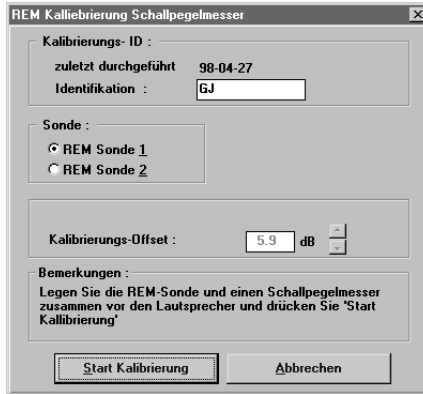 REM Kalliebrierung Schallpegelmesser
Kalibrierungs- ID :
zuletzt durchgeführt 98-04-27
Identifikation : GJ
Sonde :
REM Sonde 1
REM Sonde 2
Kalibrierungs-Offset : 5.9 dB
Bemerkungen :
Legen Sie die REM-Sonde und einen Schallpegelmesser
zusammen vor den Lautsprecher und drücken Sie 'Start
Kallibrierung'
Start Kalibrierung Abbrechen